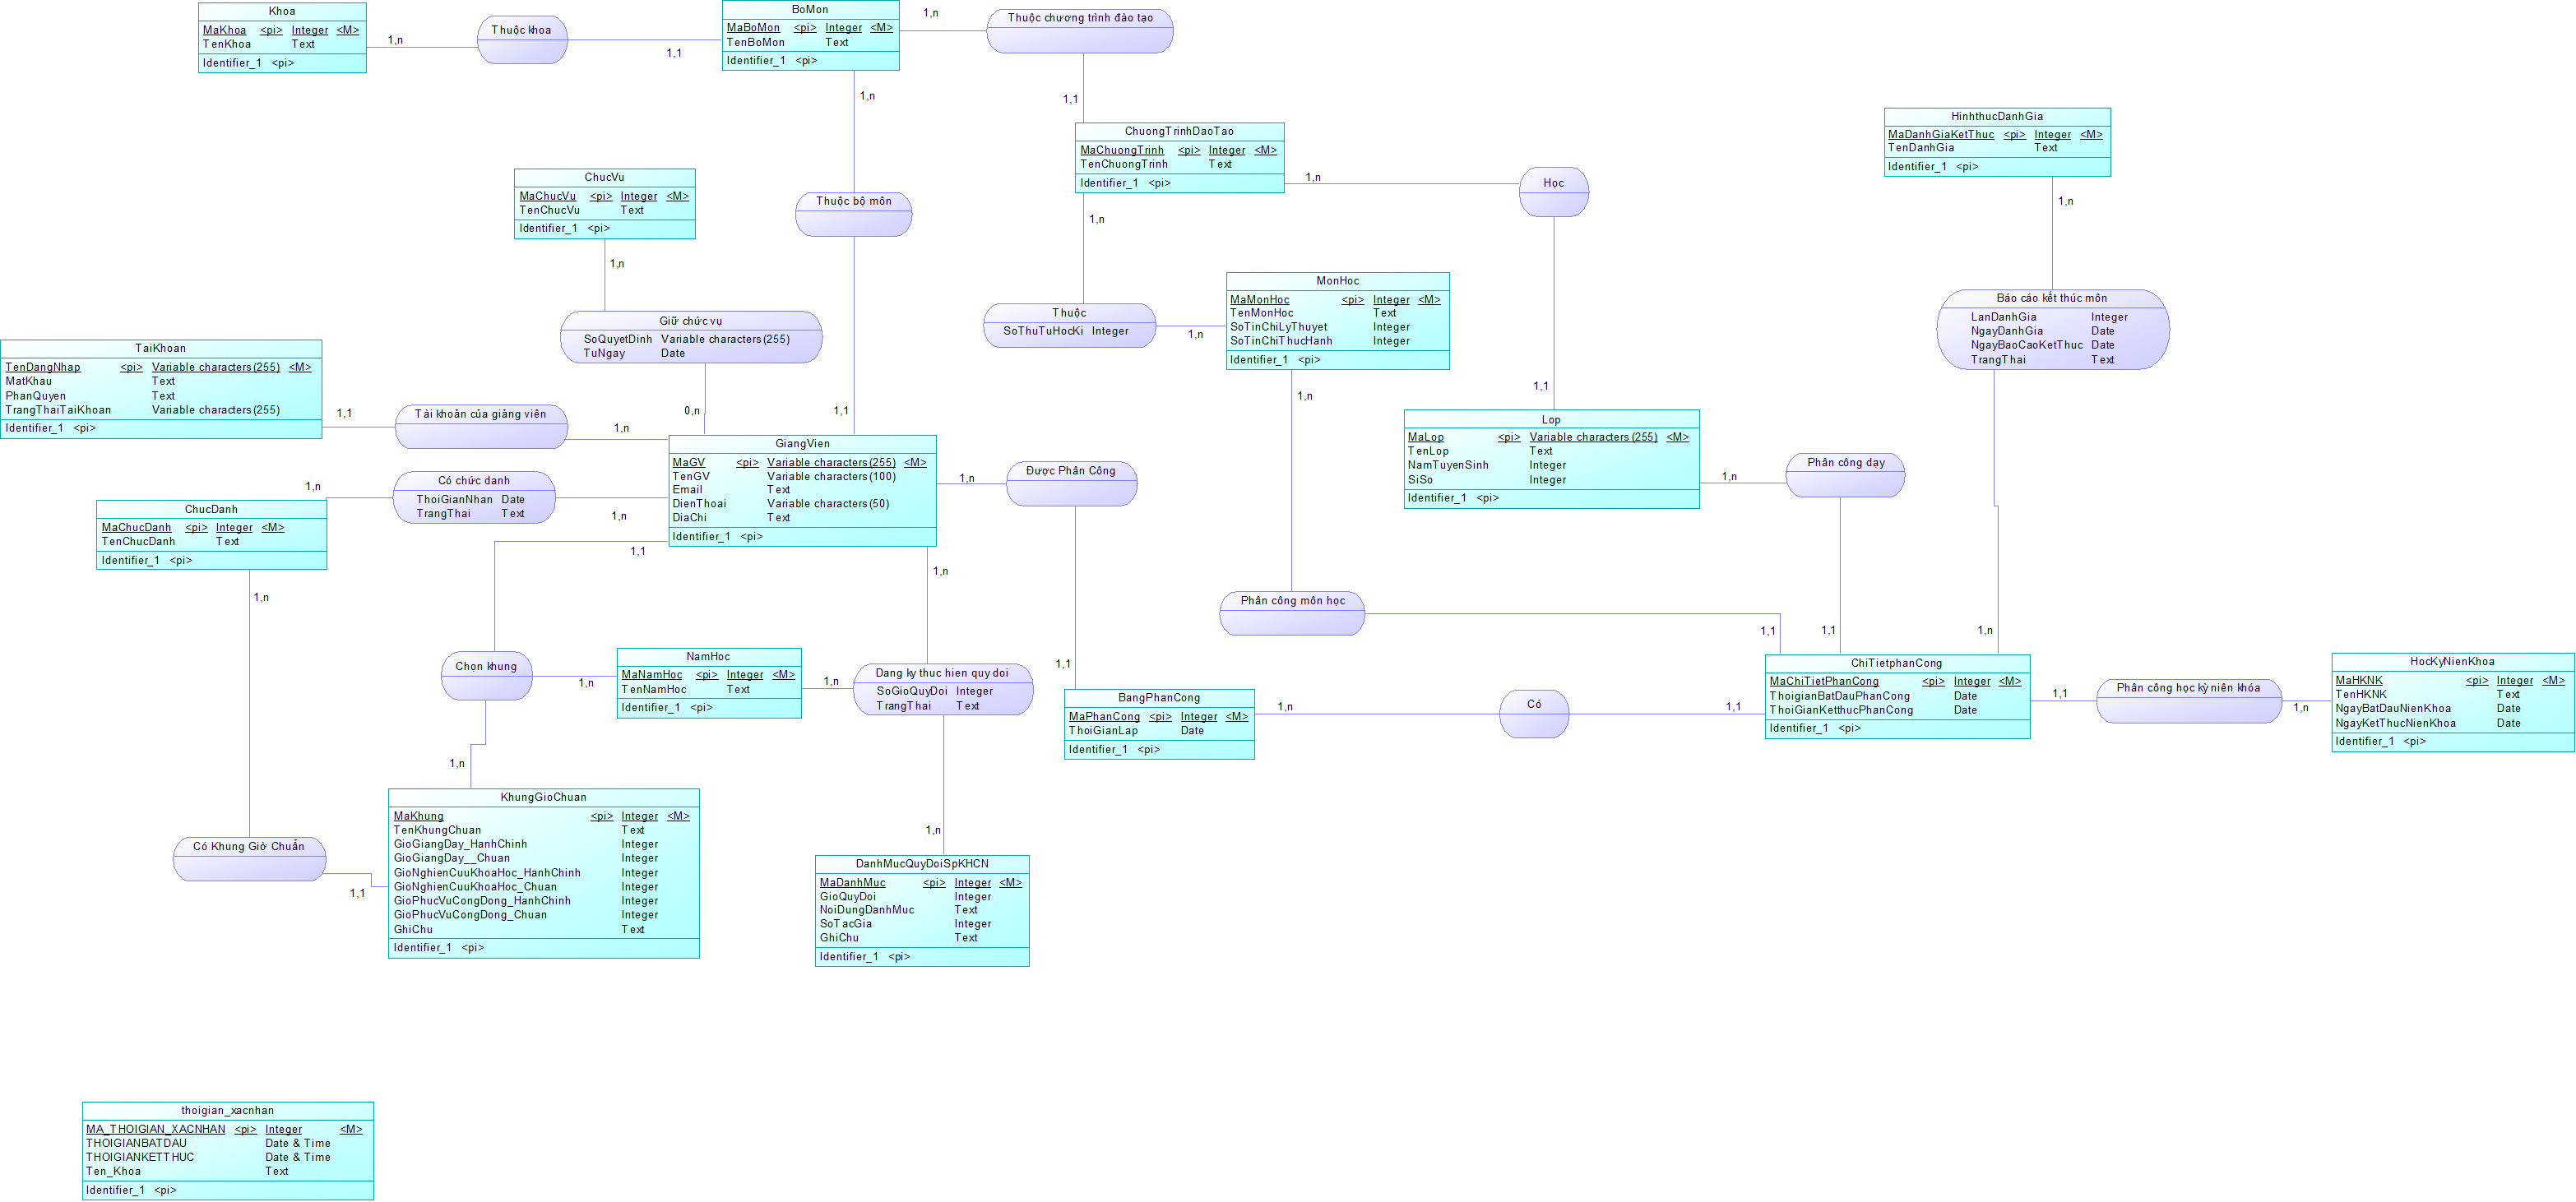 Khoa
MaKhoa <pi> Integer <M>
TenKhoa Text
Identifier_1 <pi>
1,n
Thuộc khoa
1,1
BoMon
MaBoMon <pi> Integer <M>
TenBoMon Text
Identifier_1 <pi>
1,n
Thuộc chương trình đào tạo
1,1
1,n
ChuongTrinhDaoTao
MaChuongTrinh <pi> Integer <M>
TenChuongTrinh Text
Identifier_1 <pi>
1,n
Học
1,n
1,1
HinhthucDanhGia
MaDanhGiaKetThuc <pi> Integer <M>
TenDanhGia Text
Identifier_1 <pi>
1,n
ChucVu
MaChucVu <pi> Integer <M>
TenChucVu Text
Identifier_1 <pi>
1,n
Thuộc bộ môn
1,1
Giữ chức vụ
SoQuyetDinh Variable characters(255)
TuNgay Date
0,n
Thuộc
SoThuTuHocKi Integer
1,n
MonHoc
MaMonHoc <pi> Integer <M>
TenMonHoc Text
SoTinChiLyThuyet Integer
SoTinChiThucHanh Integer
Identifier_1 <pi>
1,n
Báo cáo kết thúc môn
LanDanhGia Integer
NgayDanhGia Date
NgayBaoCaoKetThuc Date
TrangThai Text
1,n
TaiKhoan
TenDangNhap <pi> Variable characters(255) <M>
MatKhau Text
PhanQuyen Text
TrangThaiTaiKhoan Variable characters(255)
Identifier_1 <pi>
1,1
Tài khoản của giảng viên
1,n
GiangVien
MaGV <pi> Variable characters(255) <M>
TenGV Variable characters(100)
Email Text
DienThoai Variable characters(50)
DiaChi Text
Identifier_1 <pi>
1,n
Được Phân Công
1,1
Lop
MaLop <pi> Variable characters(255) <M>
TenLop Text
NamTuyenSinh Integer
SiSo Integer
Identifier_1 <pi>
1,n
Phân công dạy
1,1
1,n
Có chức danh
ThoiGianNhan Date
TrangThai Text
1,n
ChucDanh
MaChucDanh <pi> Integer <M>
TenChucDanh Text
Identifier_1 <pi>
1,n
1,1
1,n
Phân công môn học
1,1
Chọn khung
1,n
1,n
NamHoc
MaNamHoc <pi> Integer <M>
TenNamHoc Text
Identifier_1 <pi>
1,n
Dang ky thuc hien quy doi
SoGioQuyDoi Integer
TrangThai Text
1,n
BangPhanCong
MaPhanCong <pi> Integer <M>
ThoiGianLap Date
Identifier_1 <pi>
1,n
Có
1,1
ChiTietphanCong
MaChiTietPhanCong <pi> Integer <M>
ThoigianBatDauPhanCong Date
ThoiGianKetthucPhanCong Date
Identifier_1 <pi>
1,1
Phân công học kỳ niên khóa
1,n
HocKyNienKhoa
MaHKNK <pi> Integer <M>
TenHKNK Text
NgayBatDauNienKhoa Date
NgayKetThucNienKhoa Date
Identifier_1 <pi>
Có Khung Giờ Chuẩn
1,1
KhungGioChuan
MaKhung <pi> Integer <M>
TenKhungChuan Text
GioGiangDay_HanhChinh Integer
GioGiangDay__Chuan Integer
GioNghienCuuKhoaHoc_HanhChinh Integer
GioNghienCuuKhoaHoc_Chuan Integer
GioPhucVuCongDong_HanhChinh Integer
GioPhucVuCongDong_Chuan Integer
GhiChu Text
Identifier_1 <pi>
DanhMucQuyDoiSpKHCN
MaDanhMuc <pi> Integer <M>
GioQuyDoi Integer
NoiDungDanhMuc Text
SoTacGia Integer
GhiChu Text
Identifier_1 <pi>
thoigian_xacnhan
MA_THOIGIAN_XACNHAN <pi> Integer <M>
THOIGIANBATDAU Date & Time
THOIGIANKETTHUC Date & Time
Ten_Khoa Text
Identifier_1 <pi>